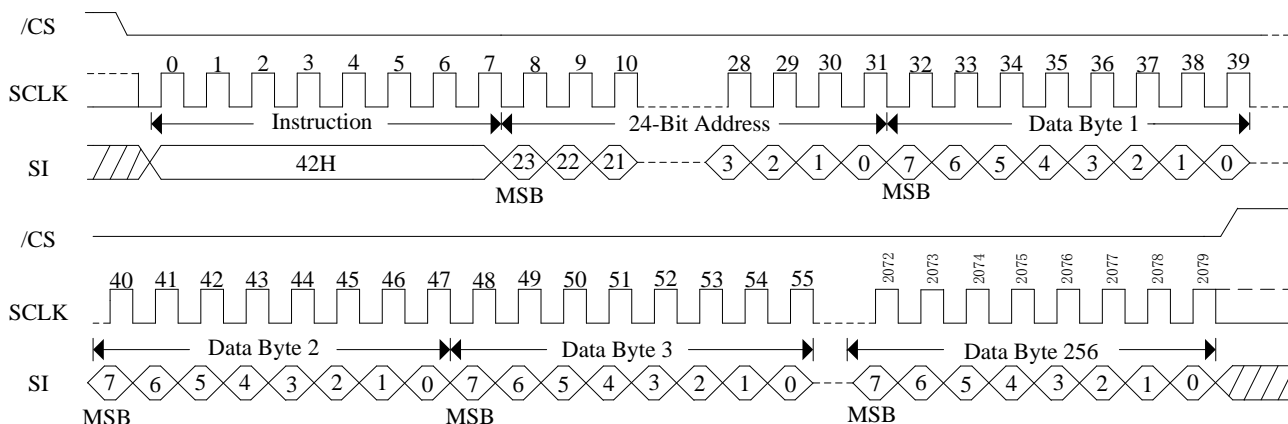 /CS
0 1 2 3 4 5 6 7 8 9 10 28 29 30 31 32 33 34 35 36 37 38 39
SCLK
Instruction 24-Bit Address Data Byte 1
SI 42H 23 22 21 3 2 1 0 7 6 5 4 3 2 1 0
MSB MSB
/CS
40 41 42 43 44 45 46 47 48 49 50 51 52 53 54 55 2072 2073 2074 2075 2076 2077 2078 2079
SCLK
Data Byte 2 Data Byte 3 Data Byte 256
SI 7 6 5 4 3 2 1 0 7 6 5 4 3 2 1 0 7 6 5 4 3 2 1 0
MSB MSB MSB